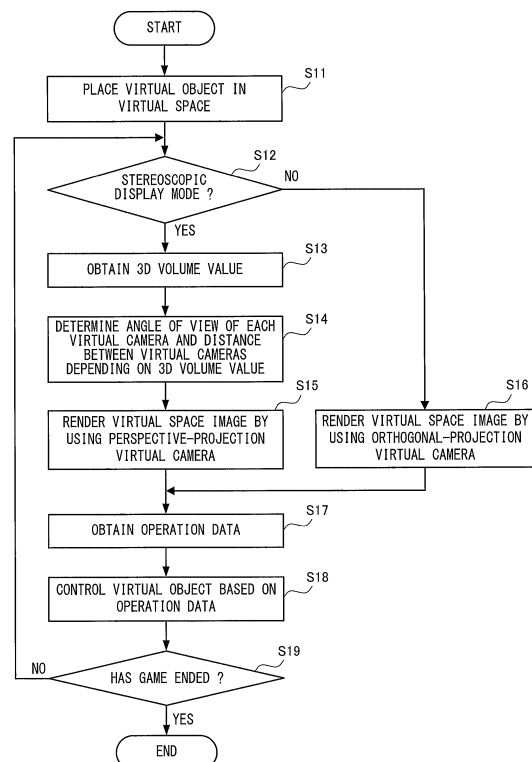 START
S11
PLACE VIRTUAL OBJECT IN
VIRTUAL SPACE
S12
STEREOSCOPIC
DISPLAY MODE ?
NO
YES
S13
OBTAIN 3D VOLUME VALUE
S14
DETERMINE ANGLE OF VIEW OF EACH
VIRTUAL CAMERA AND DISTANCE
BETWEEN VIRTUAL CAMERAS
DEPENDING ON 3D VOLUME VALUE
S15
RENDER VIRTUAL SPACE IMAGE BY
USING PERSPECTIVE-PROJECTION
VIRTUAL CAMERA
S16
RENDER VIRTUAL SPACE IMAGE BY
USING ORTHOGONAL-PROJECTION
VIRTUAL CAMERA
S17
OBTAIN OPERATION DATA
S18
CONTROL VIRTUAL OBJECT BASED ON
OPERATION DATA
S19
NO
HAS GAME ENDED ?
YES
END